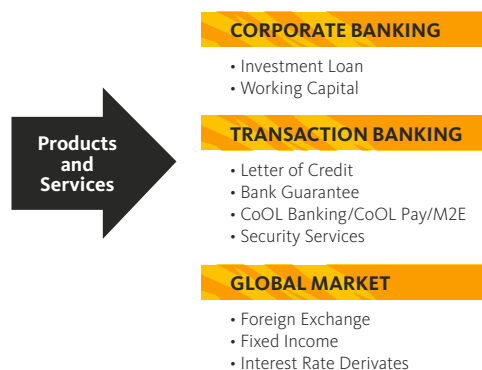 Products
and
Services
CORPORATE BANKING
• Investment Loan
• Working Capital
TRANSACTION BANKING
• Letter of Credit
• Bank Guarantee
• CoOL Banking/CoOL Pay/M2E
• Security Services
GLOBAL MARKET
• Foreign Exchange
• Fixed Income
• Interest Rate Derivates